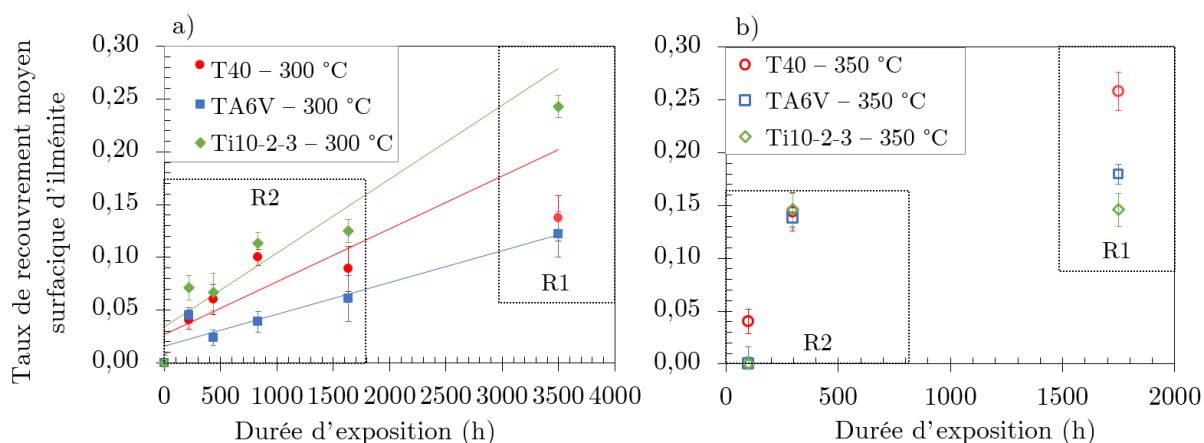 Taux de recouvrement moyen
surfacique d'ilménite
a)
0,30
0,25
0,20
0,15
0,10
0,05
0,00
T40 – 300 °C
TA6V – 300 °C
Ti10-2-3 – 300 °C
R2
R1
0 500 1000 1500 2000 2500 3000 3500 4000
Durée d'exposition (h)
b)
0,30
0,25
0,20
0,15
0,10
0,05
0,00
T40 – 350 °C
TA6V – 350 °C
Ti10-2-3 – 350 °C
R1
R2
0 500 1000 1500 2000
Durée d'exposition (h)